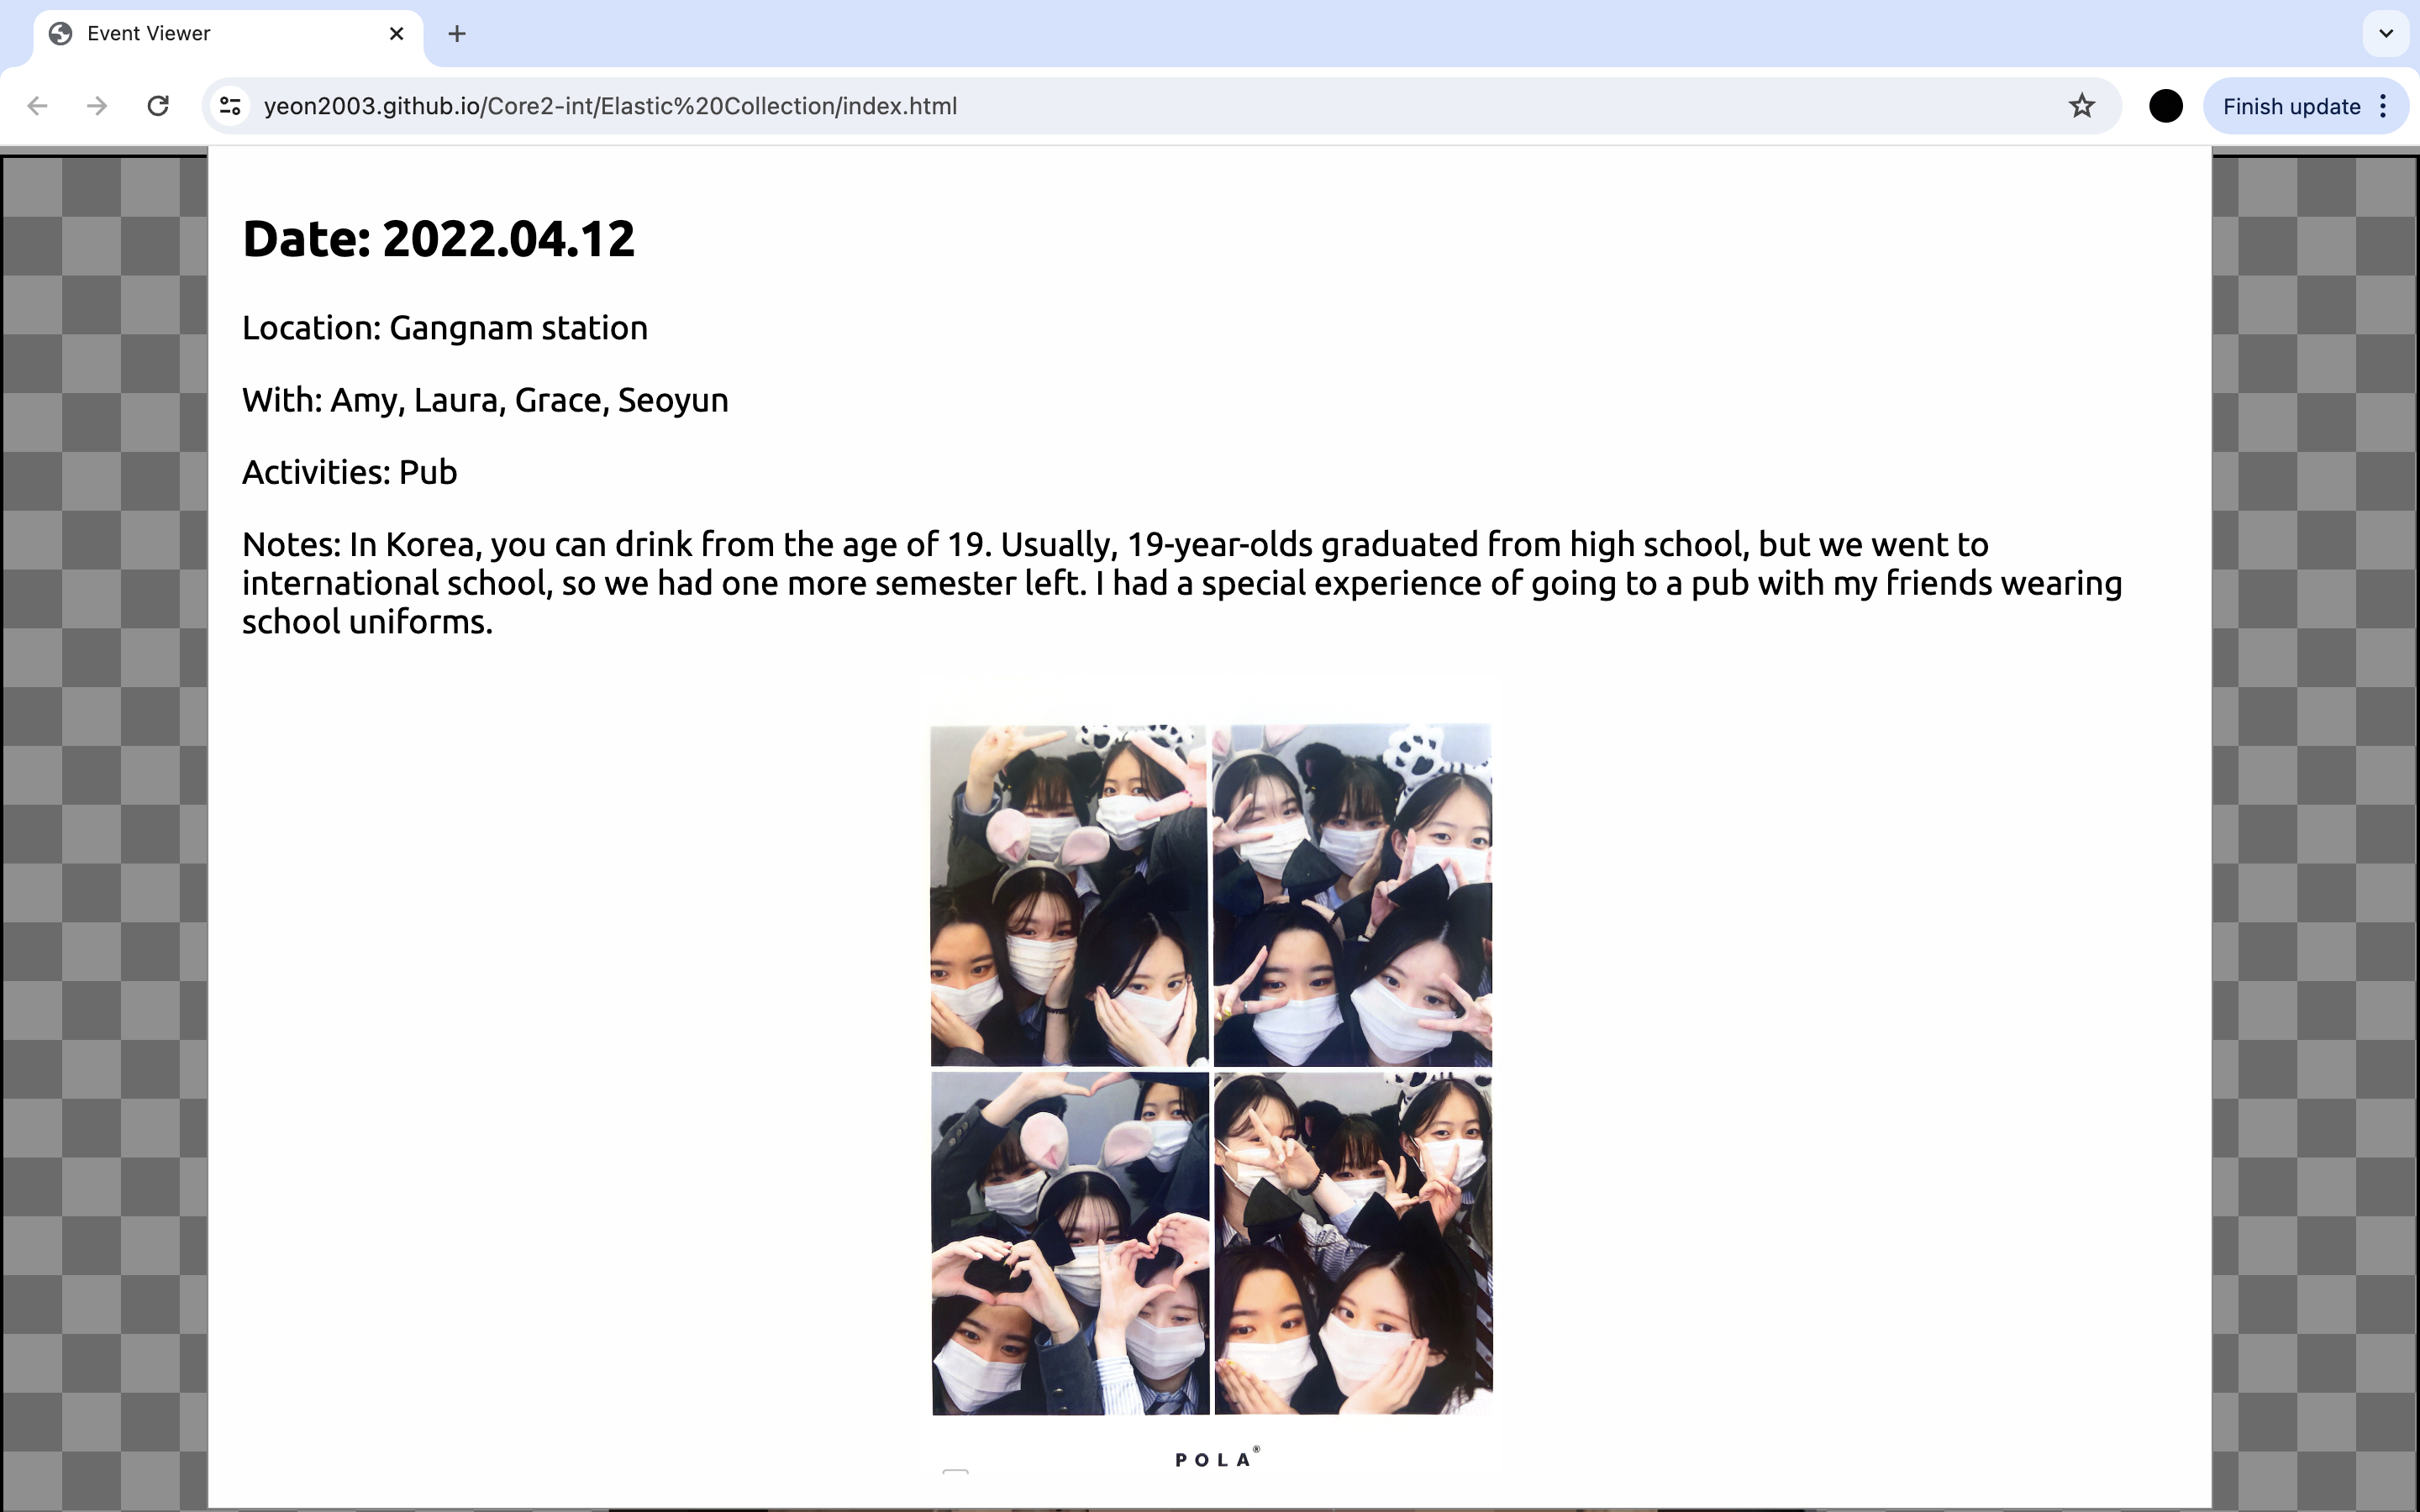 Event Viewer
yeon2003.github.io/Core2-int/Elastic%20Collection/index.html
Finish update
Date: 2022.04.12
Location: Gangnam station
With: Amy, Laura, Grace, Seoyun
Activities: Pub
Notes: In Korea, you can drink from the age of 19. Usually, 19-year-olds graduated from high school, but we went to
international school, so we had one more semester left. I had a special experience of going to a pub with my friends wearing
school uniforms.
POLA®